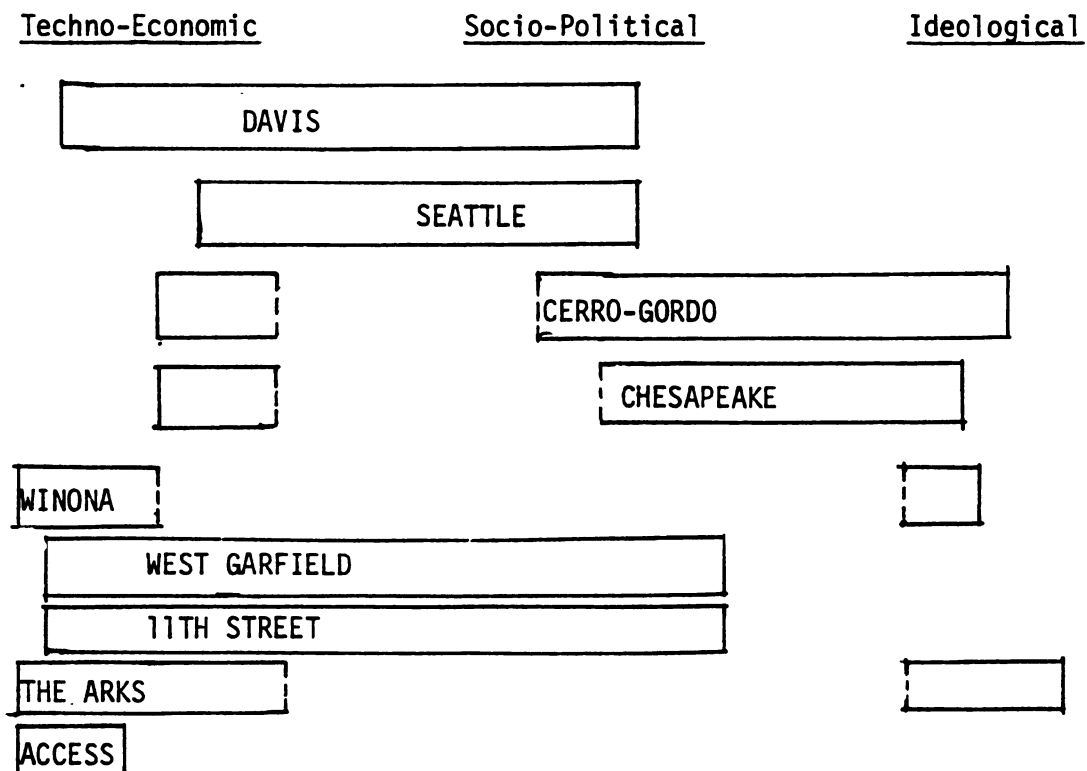 Techno-Economic Socio-Political Ideological
DAVIS
SEATTLE
CERRO-GORDO
CHESAPEAKE
WINONA
WEST GARFIELD
11TH STREET
THE ARKS
ACCESS